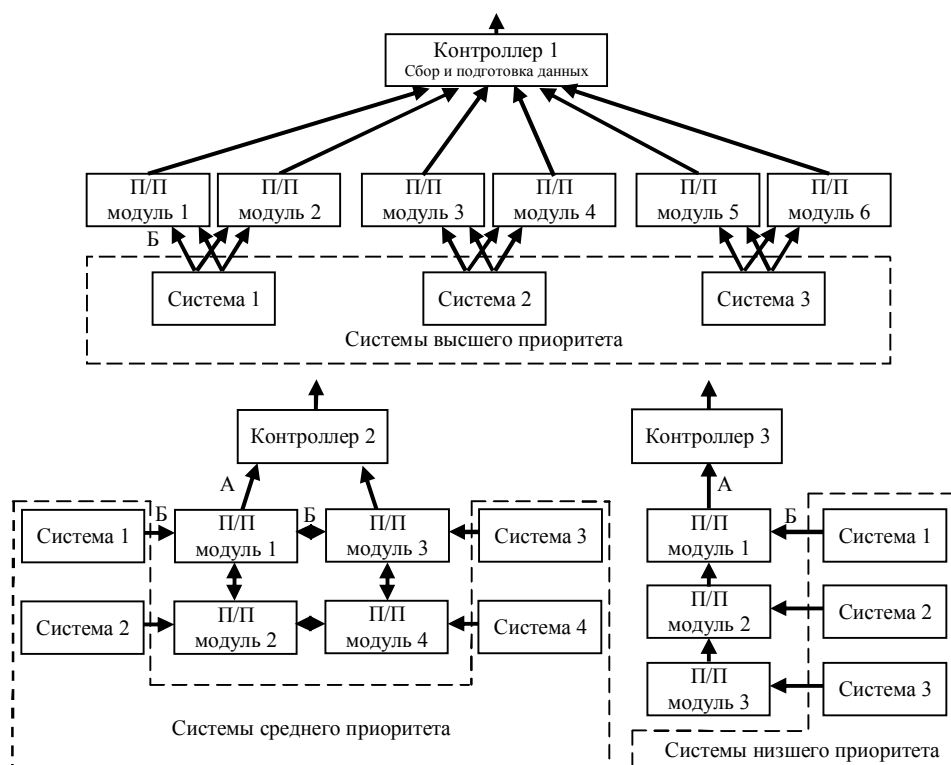 Контроллер 1
Сбор и подготовка данных
П/П модуль 1
П/П модуль 2
П/П модуль 3
П/П модуль 4
П/П модуль 5
П/П модуль 6
Б
Система 1
Система 2
Система 3
Системы высшего приоритета
Контроллер 2
А
Система 1
Б
П/П модуль 1
Б
П/П модуль 3
Система 3
Система 2
П/П модуль 2
П/П модуль 4
Система 4
Системы среднего приоритета
Контроллер 3
А
П/П модуль 1
Б
Система 1
П/П модуль 2
Система 2
П/П модуль 3
Система 3
Системы низшего приоритета